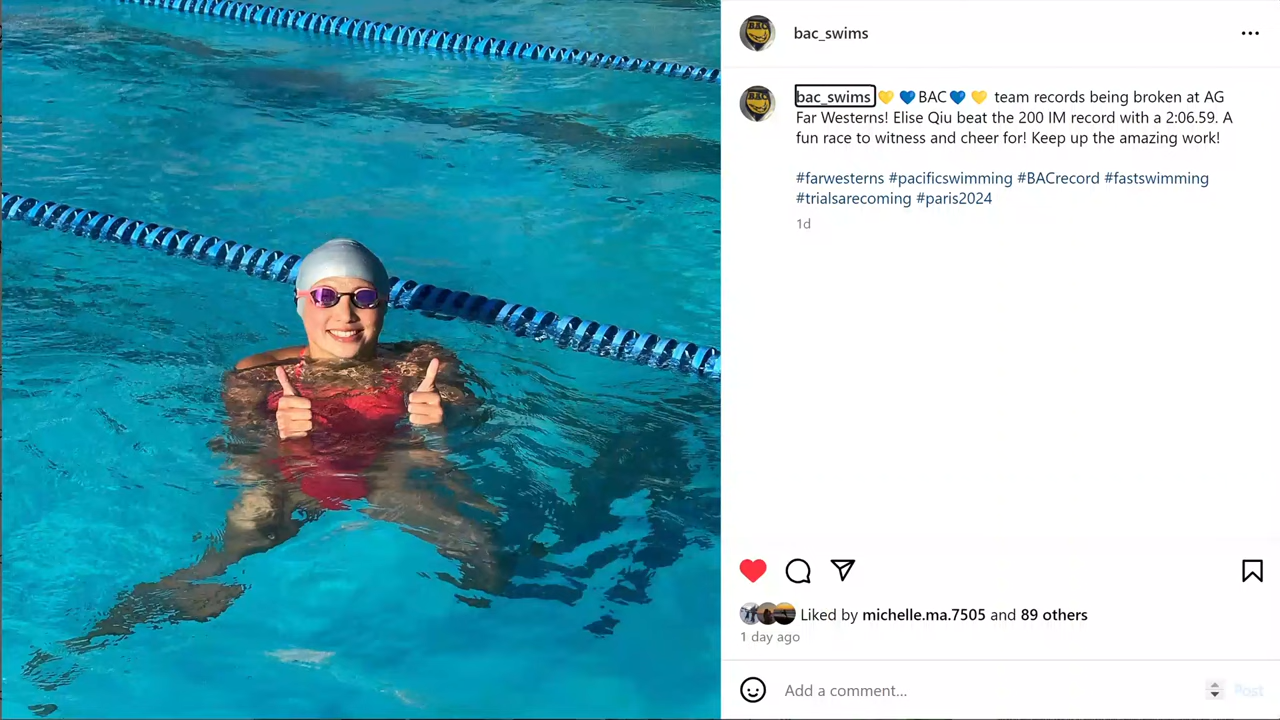 bac_swims
bac_swims 💛 💙BAC💙 💛 team records being broken at AG
Far Westerns! Elise Qiu beat the 200 IM record with a 2:06.59. A
fun race to witness and cheer for! Keep up the amazing work!
#farwesterns #pacificswimming #BACrecord #fastswimming
#trialsarecoming #paris2024
1d
Liked by michelle.ma.7505 and 89 others
1 day ago
Add a comment...
Post